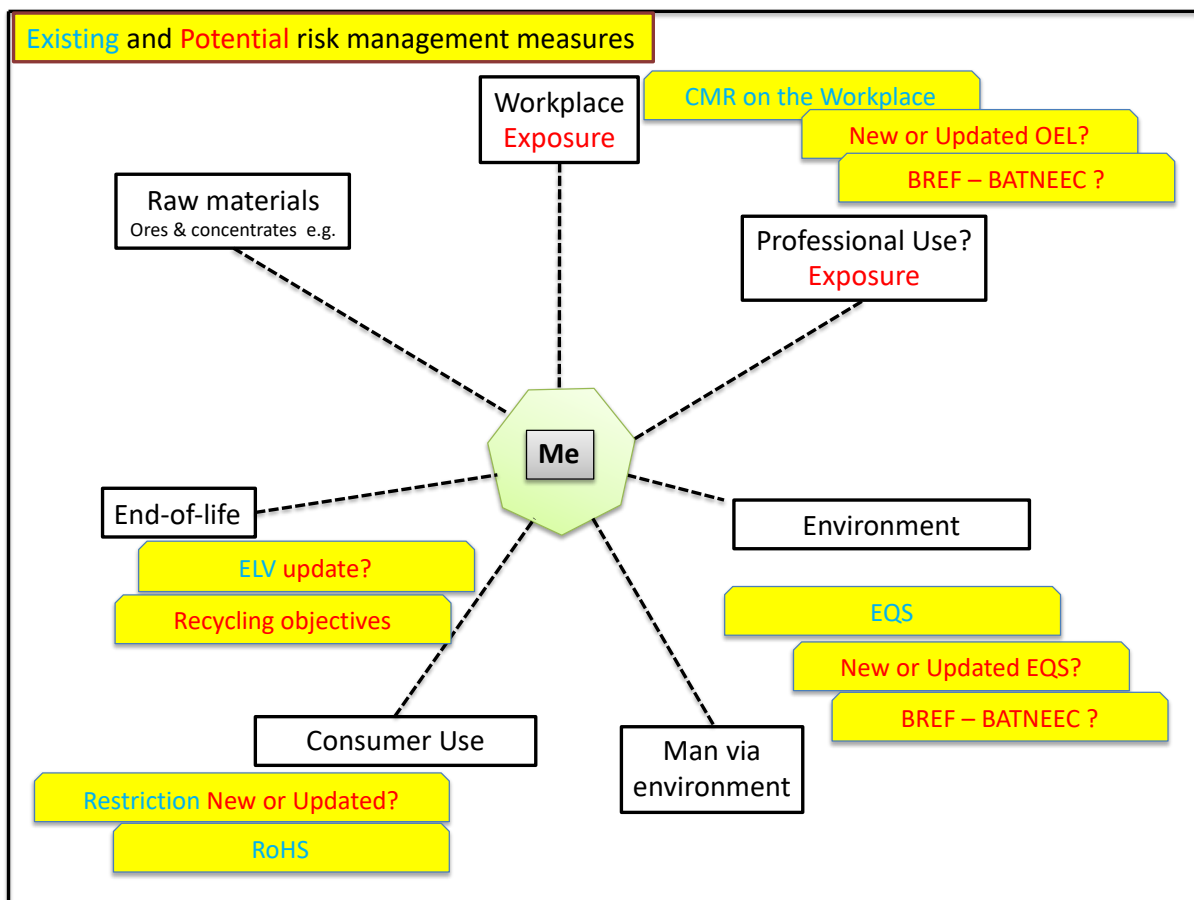 Existing and Potential risk management measures
Workplace
Exposure
CMR on the Workplace
New or Updated OEL?
BREF – BATNEEC ?
Raw materials
Ores & concentrates e.g.
Professional Use?
Exposure
Me
End-of-life
ELV update?
Recycling objectives
Environment
EQS
New or Updated EQS?
BREF – BATNEEC ?
Consumer Use
Restriction New or Updated?
RoHS
Man via
environment